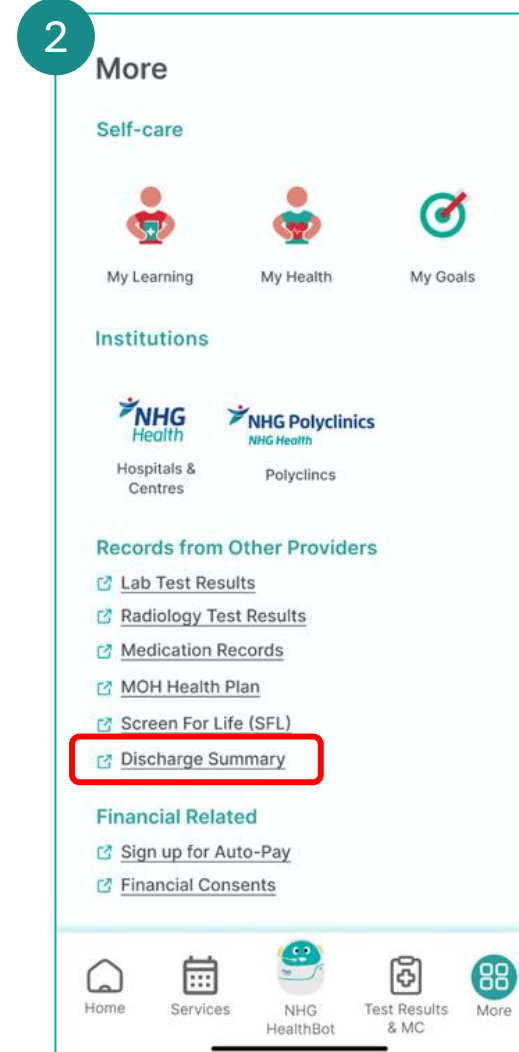 2
More
Self-care
My Learning
My Health
My Goals
Institutions
NHG
Health
Hospitals &
Centres
NHG Polyclinics
NHG Health
Polyclincs
Records from Other Providers
Lab Test Results
Radiology Test Results
Medication Records
MOH Health Plan
Screen For Life (SFL)
Discharge Summary
Financial Related
Sign up for Auto-Pay
Financial Consents
Home
Services
NHG
HealthBot
Test Results
& MC
More